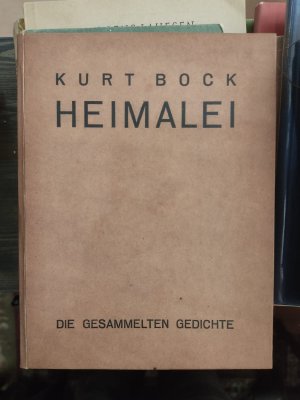 KURT BOCK
HEIMALEI
DIE GESAMMELTEN GEDICHTE